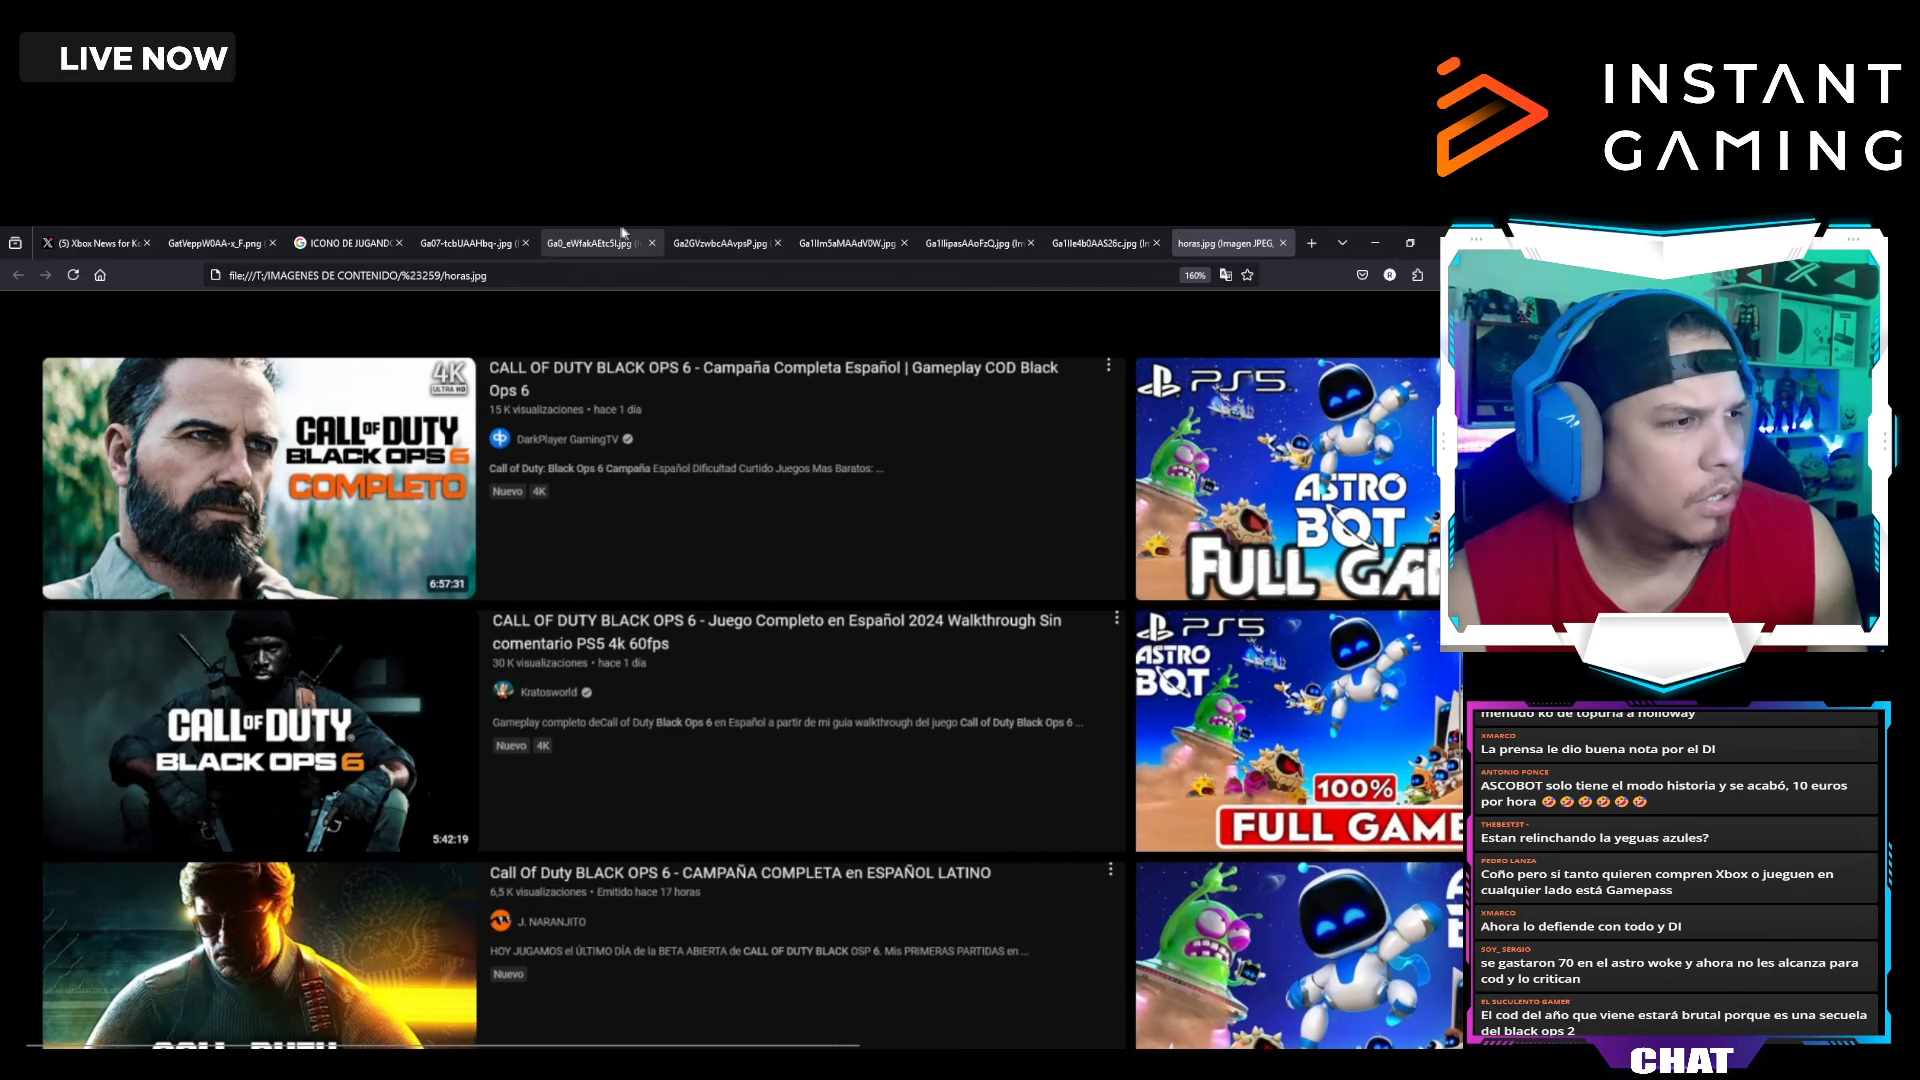 LIVE NOW
INSTANT
GAMING
(5) Xbox News for Ko
GatVeppW0AA-x_F.png (
ICONO DE JUGAND
Ga07-tcbUAAHbq-.jpg (
Ga0_eWfakAEtc5I.jpg (I
Ga2GVzwbcAAvpsP.jpg (
Ga1IIm5aMAAdV0W.jpg
Ga1IlipasAAoFzQ.jpg (Im
Ga1Ile4b0AAS26c.jpg (Im
horas.jpg (Imagen JPEG,
file:///T:/IMAGENES DE CONTENIDO/%23259/horas.jpg
160%
R
4K
ULTRA HD
CALL OF DUTY
BLACK OPS 6
COMPLETO
6:57:31
CALL OF DUTY BLACK OPS 6 - Campaña Completa Español | Gameplay COD Black
Ops 6
15 K visualizaciones • hace 1 día
DarkPlayer GamingTV
Call of Duty: Black Ops 6 Campaña Español Dificultad Curtido Juegos Mas Baratos: ...
Nuevo 4K
PS5
ASTRO
BOT
FULL GA
CALL OF DUTY
BLACK OPS 6
5:42:19
CALL OF DUTY BLACK OPS 6 - Juego Completo en Español 2024 Walkthrough Sin
comentario PS5 4k 60fps
30 K visualizaciones • hace 1 día
Kratosworld
Gameplay completo deCall of Duty Black Ops 6 en Español a partir de mi guia walkthrough del juego Call of Duty Black Ops 6 ...
Nuevo 4K
PS5
ASTRO
BOT
100%
FULL GAME
Call Of Duty BLACK OPS 6 - CAMPAÑA COMPLETA en ESPAÑOL LATINO
6,5 K visualizaciones • Emitido hace 17 horas
J. NARANJITO
HOY JUGAMOS el ÚLTIMO DÍA de la BETA ABIERTA de CALL OF DUTY BLACK OSP 6. Mis PRIMERAS PARTIDAS en ...
Nuevo
menudo ko de topuria a holloway
XMARCO
La prensa le dio buena nota por el DI
ANTONIO PONCE
ASCOBOT solo tiene el modo historia y se acabó, 10 euros
por hora 🤣🤣🤣🤣🤣🤣
THEBEST3T -
Estan relinchando la yeguas azules?
PEDRO LANZA
Coño pero si tanto quieren compren Xbox o jueguen en
cualquier lado está Gamepass
XMARCO
Ahora lo defiende con todo y DI
SOY_SERGIO
se gastaron 70 en el astro woke y ahora no les alcanza para
cod y lo critican
EL SUCULENTO GAMER
El cod del año que viene estará brutal porque es una secuela
del black ops 2
CHAT